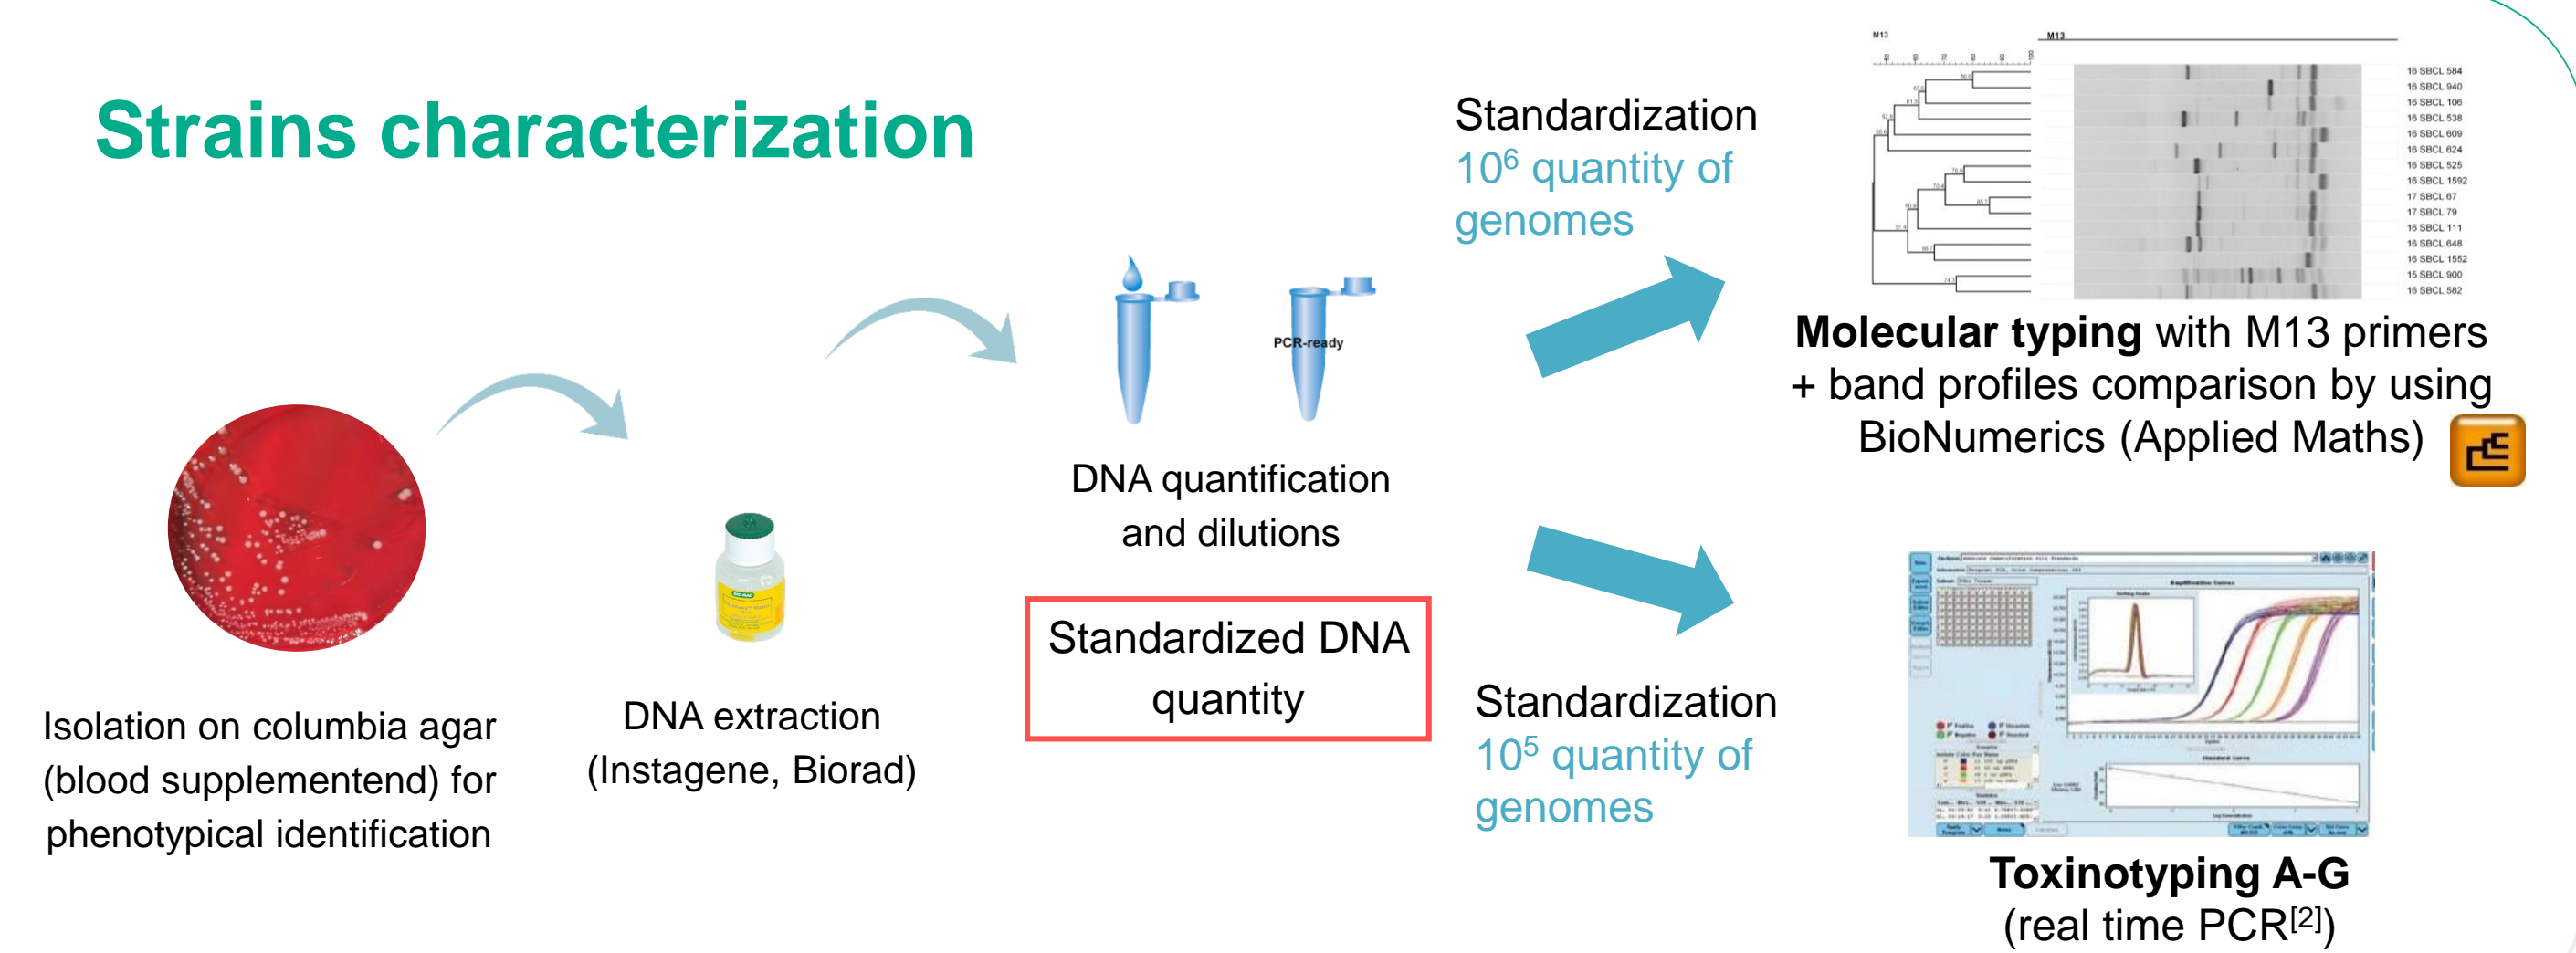 Strains characterization
Isolation on columbia agar
(blood supplementend) for
phenotypical identification
BIO-RAD
DNA extraction
(Instagene, Biorad)
PCR-ready
DNA quantification
and dilutions
Standardized DNA
quantity
Standardization
10⁶ quantity of
genomes
Standardization
10⁵ quantity of
genomes
M13
M13
16 SBCL 584
16 SBCL 940
16 SBCL 106
16 SBCL 538
16 SBCL 609
16 SBCL 624
16 SBCL 525
16 SBCL 1592
17 SBCL 67
17 SBCL 79
16 SBCL 111
16 SBCL 648
16 SBCL 1552
15 SBCL 900
16 SBCL 582
Molecular typing with M13 primers
+ band profiles comparison by using
BioNumerics (Applied Maths)
Amplification Curves
Melting Peaks
Standard Curve
Toxinotyping A-G
(real time PCR[2])